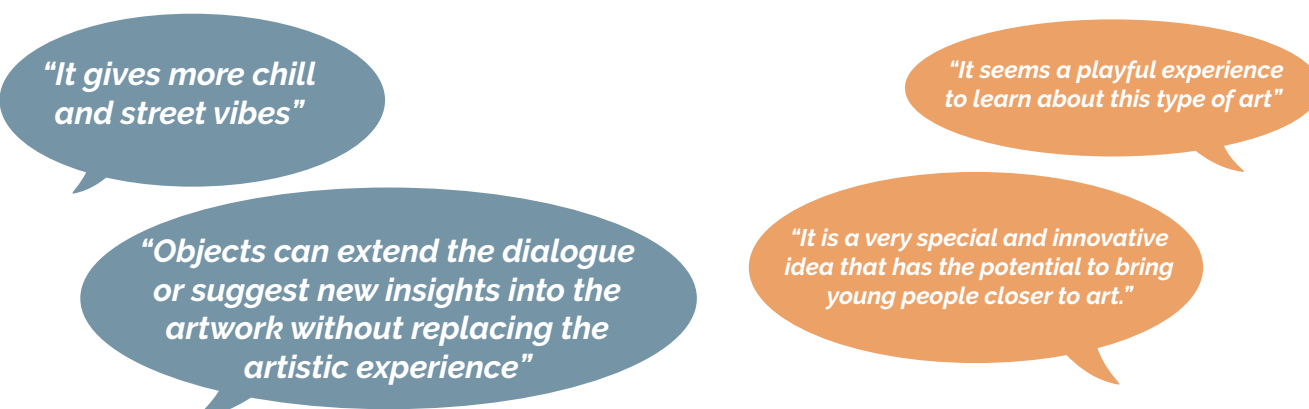 “It gives more chill
and street vibes”
“Objects can extend the dialogue
or suggest new insights into the
artwork without replacing the
artistic experience”
“It seems a playful experience
to learn about this type of art”
“It is a very special and innovative
idea that has the potential to bring
young people closer to art.”